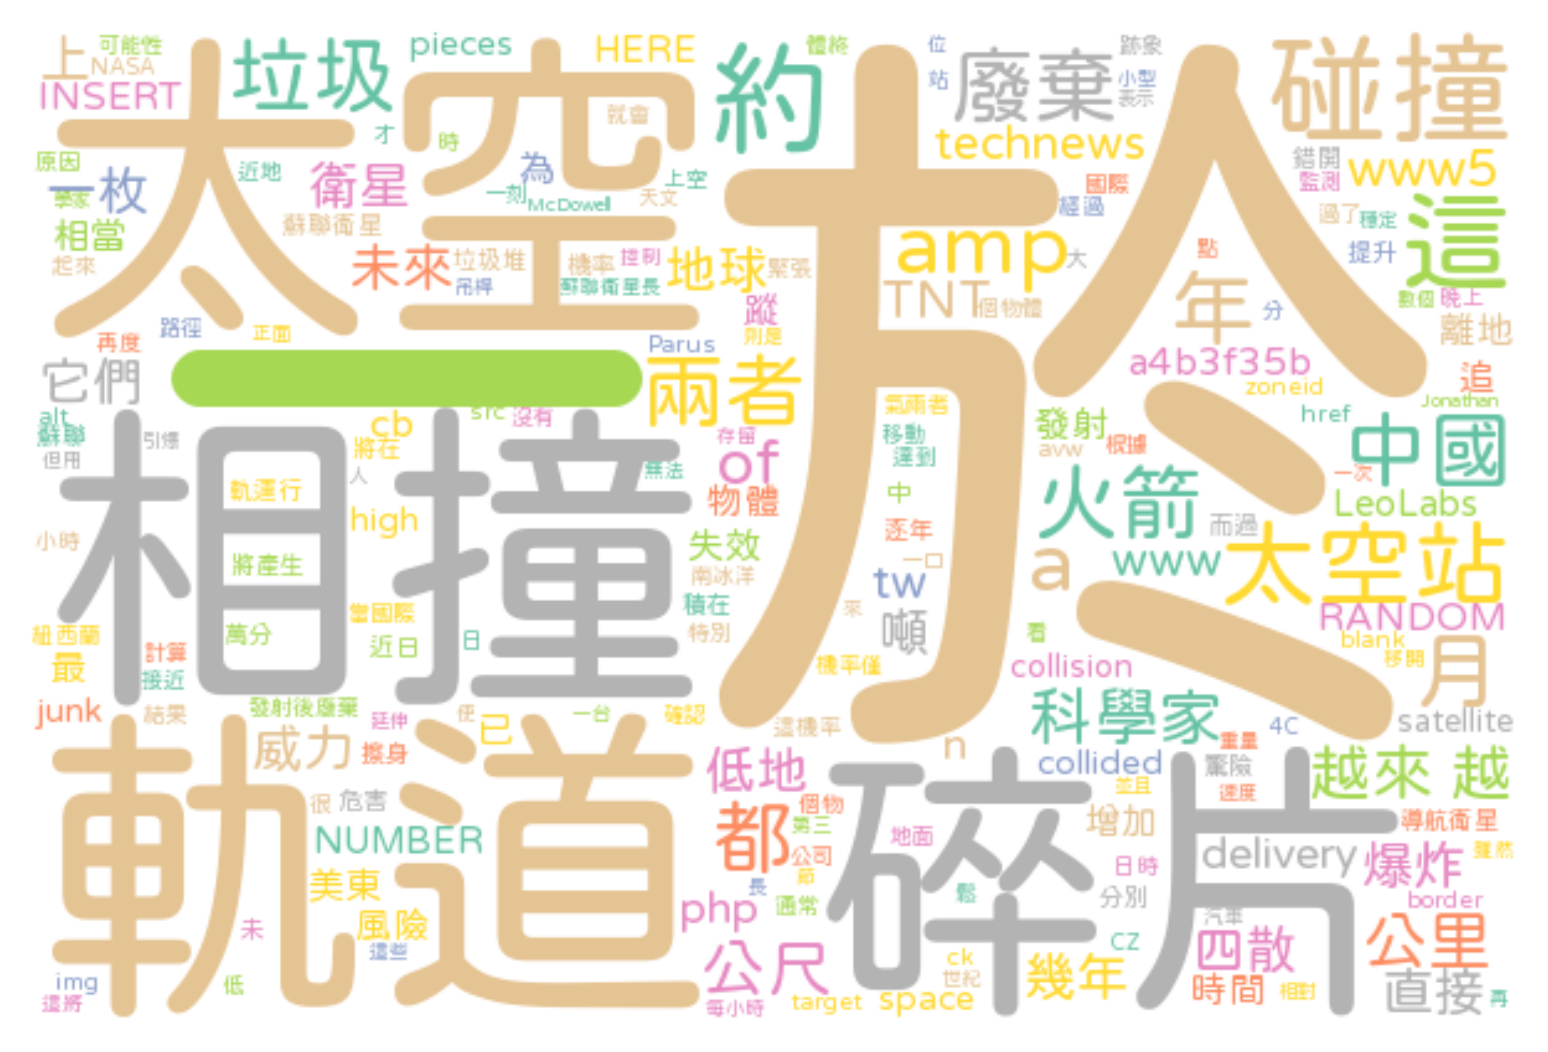 上
可能性
NASA
INSERT
垃圾
pieces
HERE
約
體終
位
站
廢棄
跡象
小型
表示
碰撞
太空
才
時
就會
為
一刻
McDowell
天文
上空
technews
錯開
監測
www5
原因
一枚
學家
近地
衛星
蘇聯衛星
相當
起來
未來
垃圾堆
吊桿
機率
控制
蘇聯衛星長
地球
緊張
於
國際
經過
amp
大
TNT
個物體
過了
穩定
提升
這
點
年
分
數個
晚上
離地
蹤
則是
路徑
正面
再度
Parus
一
兩者
它們
a4b3f35b
zoneid
追
Jonathan
alt
蘇聯
但用
引爆
cb
src
沒有
將在
人
存留
of
無法
氣兩者
移動
達到
發射
avw
根據
href
中國
一次
相撞
軌運行
high
物體
中
逐年
火箭
而過
LeoLabs
太空站
小時
將產生
失效
南冰洋
一口
tw
a
www
RANDOM
當國際
積在
特別
來
噸
看
blank
移開
月
紐西蘭
萬分
近日
日
最
計算
接近
機率僅
collision
junk
結果
發射後廢棄
延伸
便
已
一台
確認
這機率
科學家
4C
satellite
威力
擦身
n
collided
重量
軌道
低地
碎片
並且
驚險
速度
越來 越
很
危害
NUMBER
都
個物
第三
公司
節
地面
增加
導航衛星
delivery
爆炸
雖然
美東
長
通常
鬆
日時
分別
border
風險
這些
未
php
汽車
四散
公里
img
這將
低
公尺
每小時
target
ck
世紀
space
cz
幾年
時間
相對
直接
再